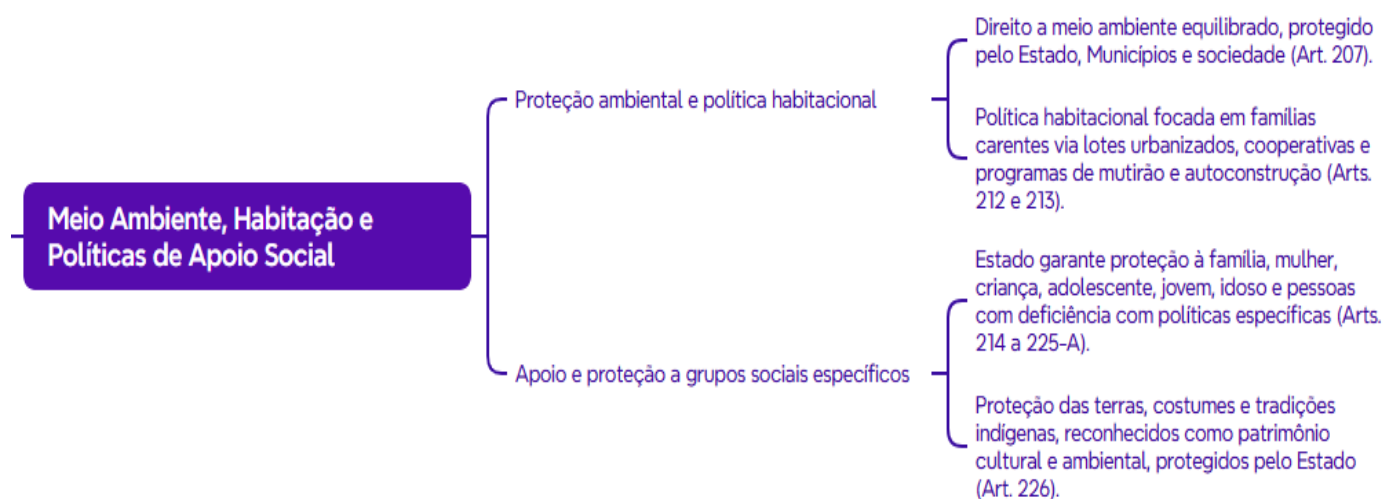 Meio Ambiente, Habitação e
Políticas de Apoio Social
Proteção ambiental e política habitacional
Direito a meio ambiente equilibrado, protegido
pelo Estado, Municípios e sociedade (Art. 207).
Política habitacional focada em famílias
carentes via lotes urbanizados, cooperativas e
programas de mutirão e autoconstrução (Arts.
212 e 213).
Apoio e proteção a grupos sociais específicos
Estado garante proteção à família, mulher,
criança, adolescente, jovem, idoso e pessoas
com deficiência com políticas específicas (Arts.
214 a 225-A).
Proteção das terras, costumes e tradições
indígenas, reconhecidos como patrimônio
cultural e ambiental, protegidos pelo Estado
(Art. 226).